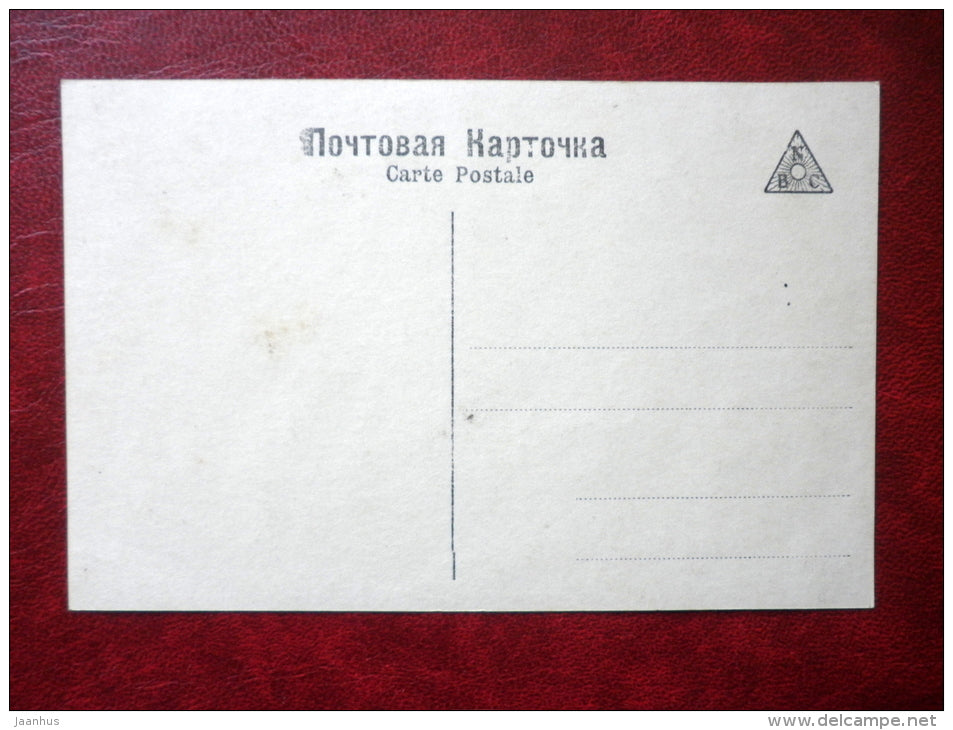 Почтовая Карточка
Carte Postale
N
B C
jaanhus
www.delcampe.net